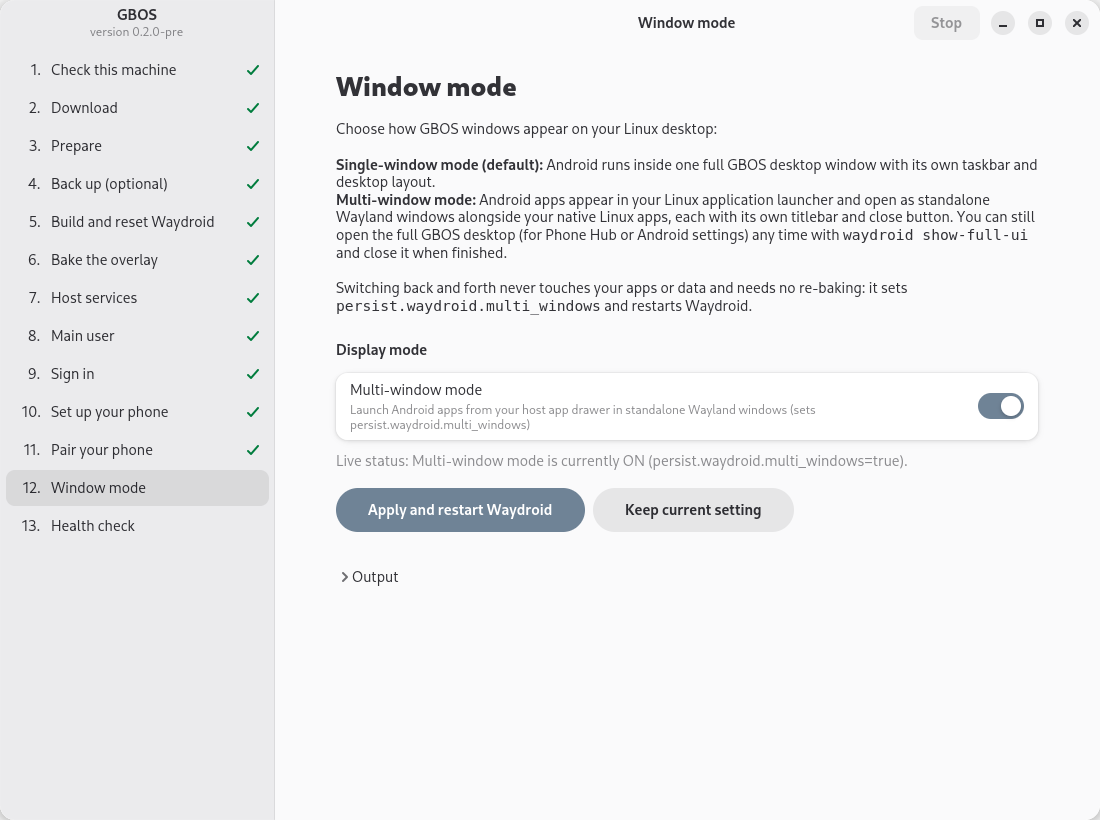 GBOS
version 0.2.0-pre
1. Check this machine
2. Download
3. Prepare
4. Back up (optional)
5. Build and reset Waydroid
6. Bake the overlay
7. Host services
8. Main user
9. Sign in
10. Set up your phone
11. Pair your phone
12. Window mode
13. Health check
Window mode
Stop
Window mode
Choose how GBOS windows appear on your Linux desktop:
Single-window mode (default): Android runs inside one full GBOS desktop window with its own taskbar and
desktop layout.
Multi-window mode: Android apps appear in your Linux application launcher and open as standalone
Wayland windows alongside your native Linux apps, each with its own titlebar and close button. You can still
open the full GBOS desktop (for Phone Hub or Android settings) any time with waydroid show-full-ui
and close it when finished.
Switching back and forth never touches your apps or data and needs no re-baking: it sets
persist.waydroid.multi_windows and restarts Waydroid.
Display mode
Multi-window mode
Launch Android apps from your host app drawer in standalone Wayland windows (sets
persist.waydroid.multi_windows)
Live status: Multi-window mode is currently ON (persist.waydroid.multi_windows=true).
Apply and restart Waydroid
Keep current setting
Output